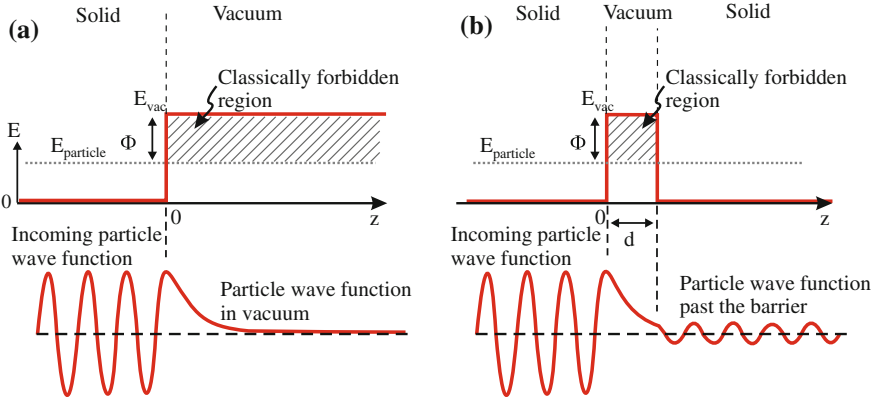 (a)
Solid
Vacuum
Classically forbidden
region
E_vac
Φ
E
E_particle
0
0
z
Incoming particle
wave function
Particle wave function
in vacuum
(b)
Solid
Vacuum
Solid
Classically forbidden
region
E_vac
Φ
E_particle
0
d
z
Incoming particle
wave function
Particle wave function
past the barrier